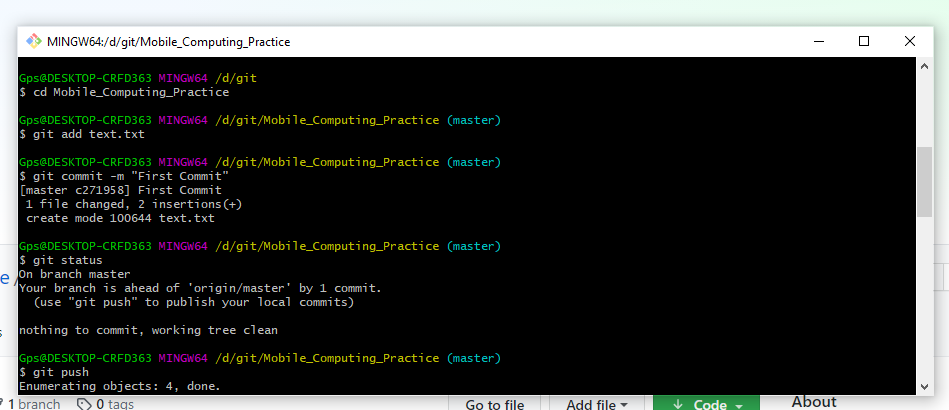 MINGW64:/d/git/Mobile_Computing_Practice
Gps@DESKTOP-CRFD363 MINGW64 /d/git
$ cd Mobile_Computing_Practice
Gps@DESKTOP-CRFD363 MINGW64 /d/git/Mobile_Computing_Practice (master)
$ git add text.txt
Gps@DESKTOP-CRFD363 MINGW64 /d/git/Mobile_Computing_Practice (master)
$ git commit -m "First Commit"
[master c271958] First Commit
1 file changed, 2 insertions(+)
create mode 100644 text.txt
Gps@DESKTOP-CRFD363 MINGW64 /d/git/Mobile_Computing_Practice (master)
$ git status
On branch master
Your branch is ahead of 'origin/master' by 1 commit.
(use "git push" to publish your local commits)
nothing to commit, working tree clean
Gps@DESKTOP-CRFD363 MINGW64 /d/git/Mobile_Computing_Practice (master)
$ git push
Enumerating objects: 4, done.
e /
s
1 branch 0 tags Go to file Add file Code About